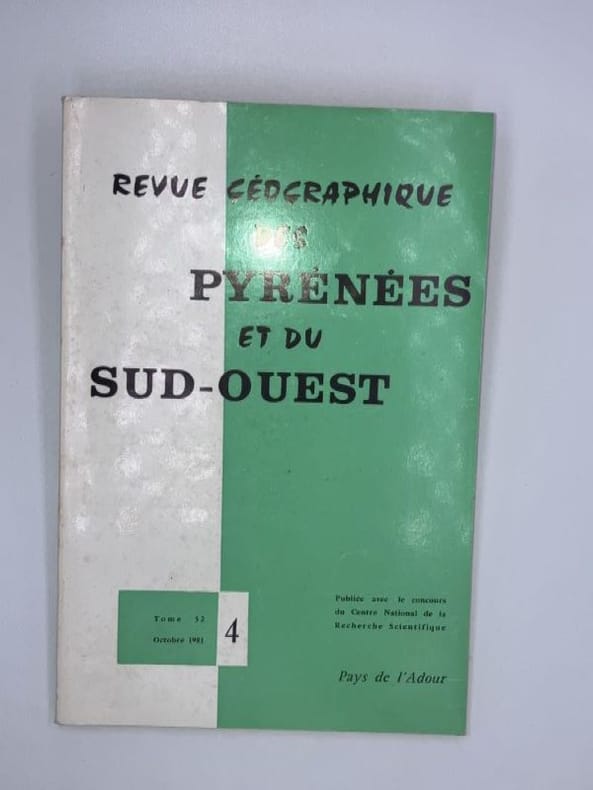 REVUE GÉOGRAPHIQUE
DES
PYRÉNÉES
ET DU
SUD-OUEST
Tome 52
Octobre 1981
4
Publiée avec le concours
du Centre National de la
Recherche Scientifique
Pays de l'Adour